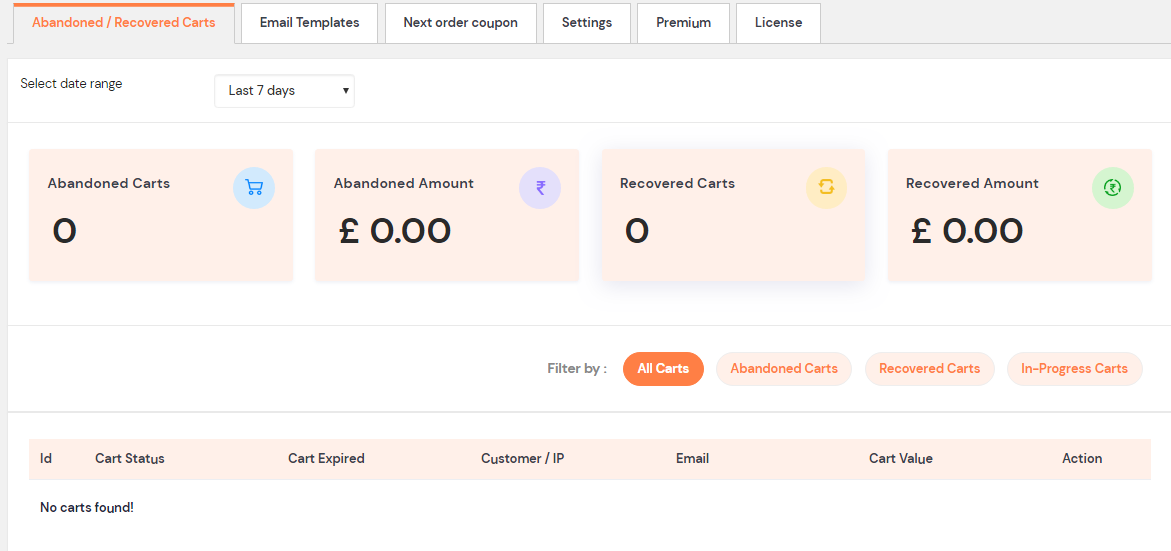 Abandoned / Recovered Carts Email Templates Next order coupon Settings Premium License
Select date range Last 7 days
Abandoned Carts Abandoned Amount ₹ Recovered Carts Recovered Amount ₹
0 £ 0.00 0 £ 0.00
Filter by : All Carts Abandoned Carts Recovered Carts In-Progress Carts
Id Cart Status Cart Expired Customer / IP Email Cart Value Action
No carts found!